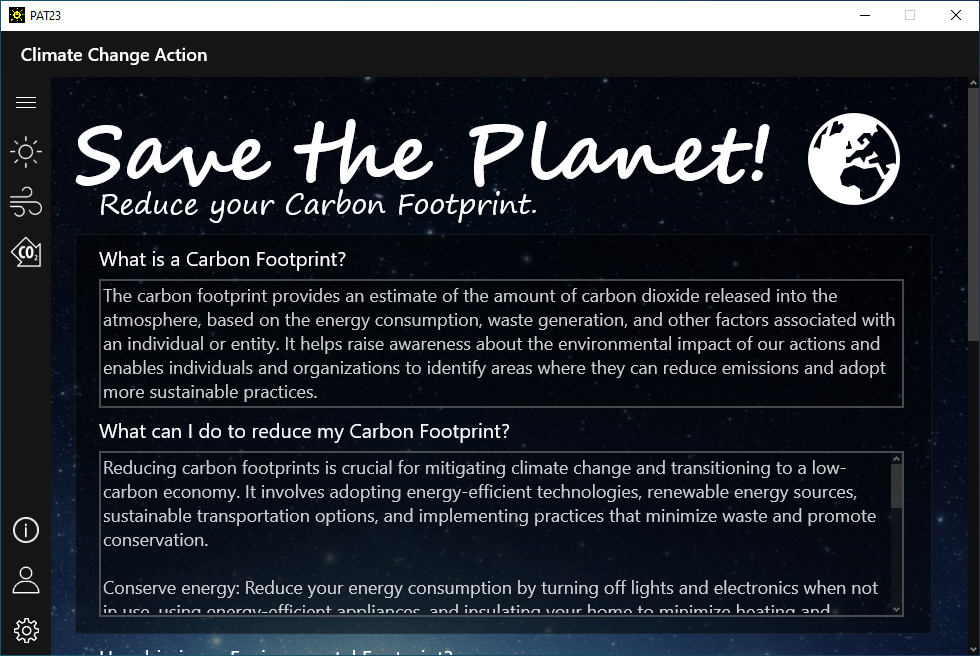 PAT23
Climate Change Action
Save the Planet!
Reduce your Carbon Footprint.
CO2
What is a Carbon Footprint?
The carbon footprint provides an estimate of the amount of carbon dioxide released into the
atmosphere, based on the energy consumption, waste generation, and other factors associated with
an individual or entity. It helps raise awareness about the environmental impact of our actions and
enables individuals and organizations to identify areas where they can reduce emissions and adopt
more sustainable practices.
What can I do to reduce my Carbon Footprint?
Reducing carbon footprints is crucial for mitigating climate change and transitioning to a low-
carbon economy. It involves adopting energy-efficient technologies, renewable energy sources,
sustainable transportation options, and implementing practices that minimize waste and promote
conservation.
Conserve energy: Reduce your energy consumption by turning off lights and electronics when not
in use, using energy-efficient appliances, and insulating your home to minimize heating and